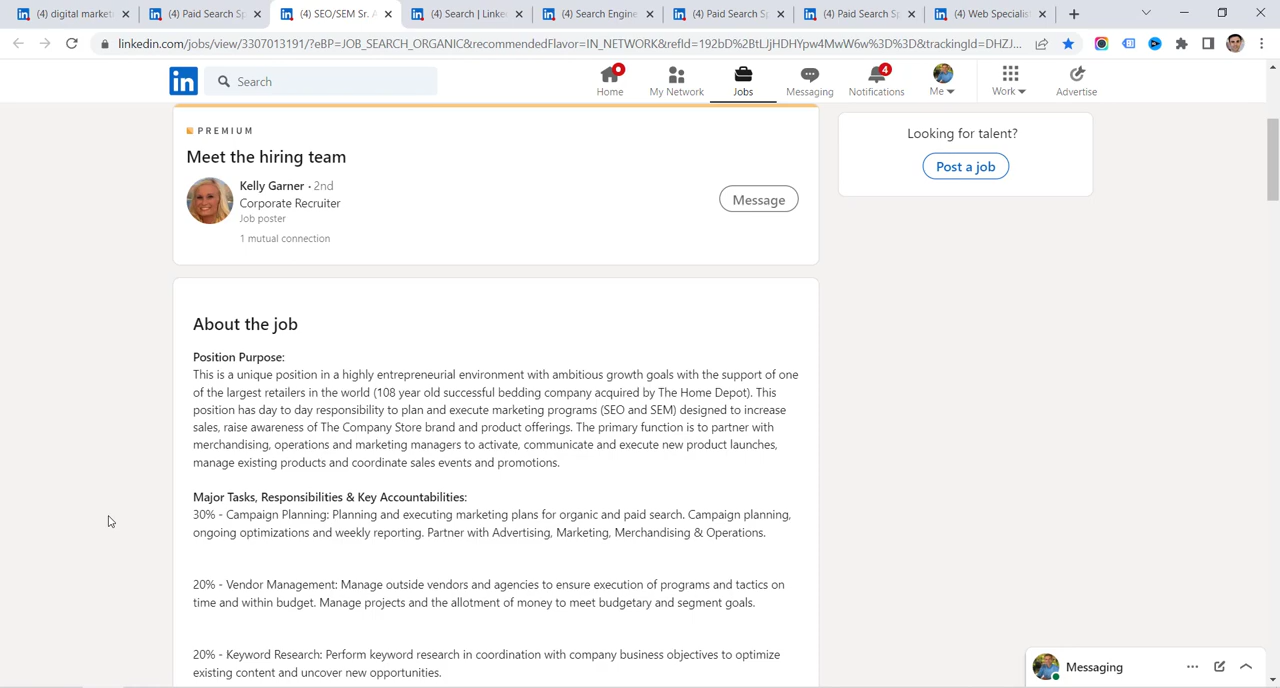 (4) digital marketi
(4) Paid Search Sp
(4) SEO/SEM Sr. A
(4) Search | Linke
(4) Search Engine
(4) Paid Search Sp
(4) Paid Search Sp
(4) Web Specialis
linkedin.com/jobs/view/3307013191/?eBP=JOB_SEARCH_ORGANIC&recommendedFlavor=IN_NETWORK&refId=192bD%2BtLJjHDHYpw4MwW6w%3D%3D&trackingId=DHZJ...
in
Search
Home
My Network
Jobs
Messaging
4
Notifications
Me
Work
Advertise
PREMIUM
Meet the hiring team
Kelly Garner • 2nd
Corporate Recruiter
Job poster
1 mutual connection
Message
Looking for talent?
Post a job
About the job
Position Purpose:
This is a unique position in a highly entrepreneurial environment with ambitious growth goals with the support of one
of the largest retailers in the world (108 year old successful bedding company acquired by The Home Depot). This
position has day to day responsibility to plan and execute marketing programs (SEO and SEM) designed to increase
sales, raise awareness of The Company Store brand and product offerings. The primary function is to partner with
merchandising, operations and marketing managers to activate, communicate and execute new product launches,
manage existing products and coordinate sales events and promotions.
Major Tasks, Responsibilities & Key Accountabilities:
30% - Campaign Planning: Planning and executing marketing plans for organic and paid search. Campaign planning,
ongoing optimizations and weekly reporting. Partner with Advertising, Marketing, Merchandising & Operations.
20% - Vendor Management: Manage outside vendors and agencies to ensure execution of programs and tactics on
time and within budget. Manage projects and the allotment of money to meet budgetary and segment goals.
20% - Keyword Research: Perform keyword research in coordination with company business objectives to optimize
existing content and uncover new opportunities.
Messaging